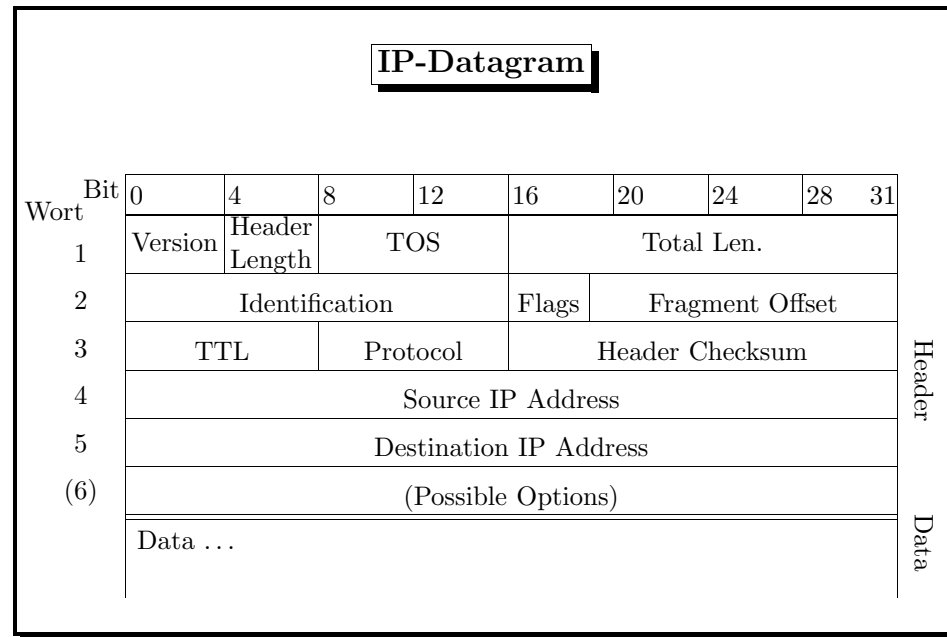 IP-Datagram
Bit 0 4 8 12 16 20 24 28 31
Wort
1 Version Header Length TOS Total Len.
2 Identification Flags Fragment Offset
3 TTL Protocol Header Checksum
4 Source IP Address
5 Destination IP Address
(6) (Possible Options)
Data ...
Header
Data